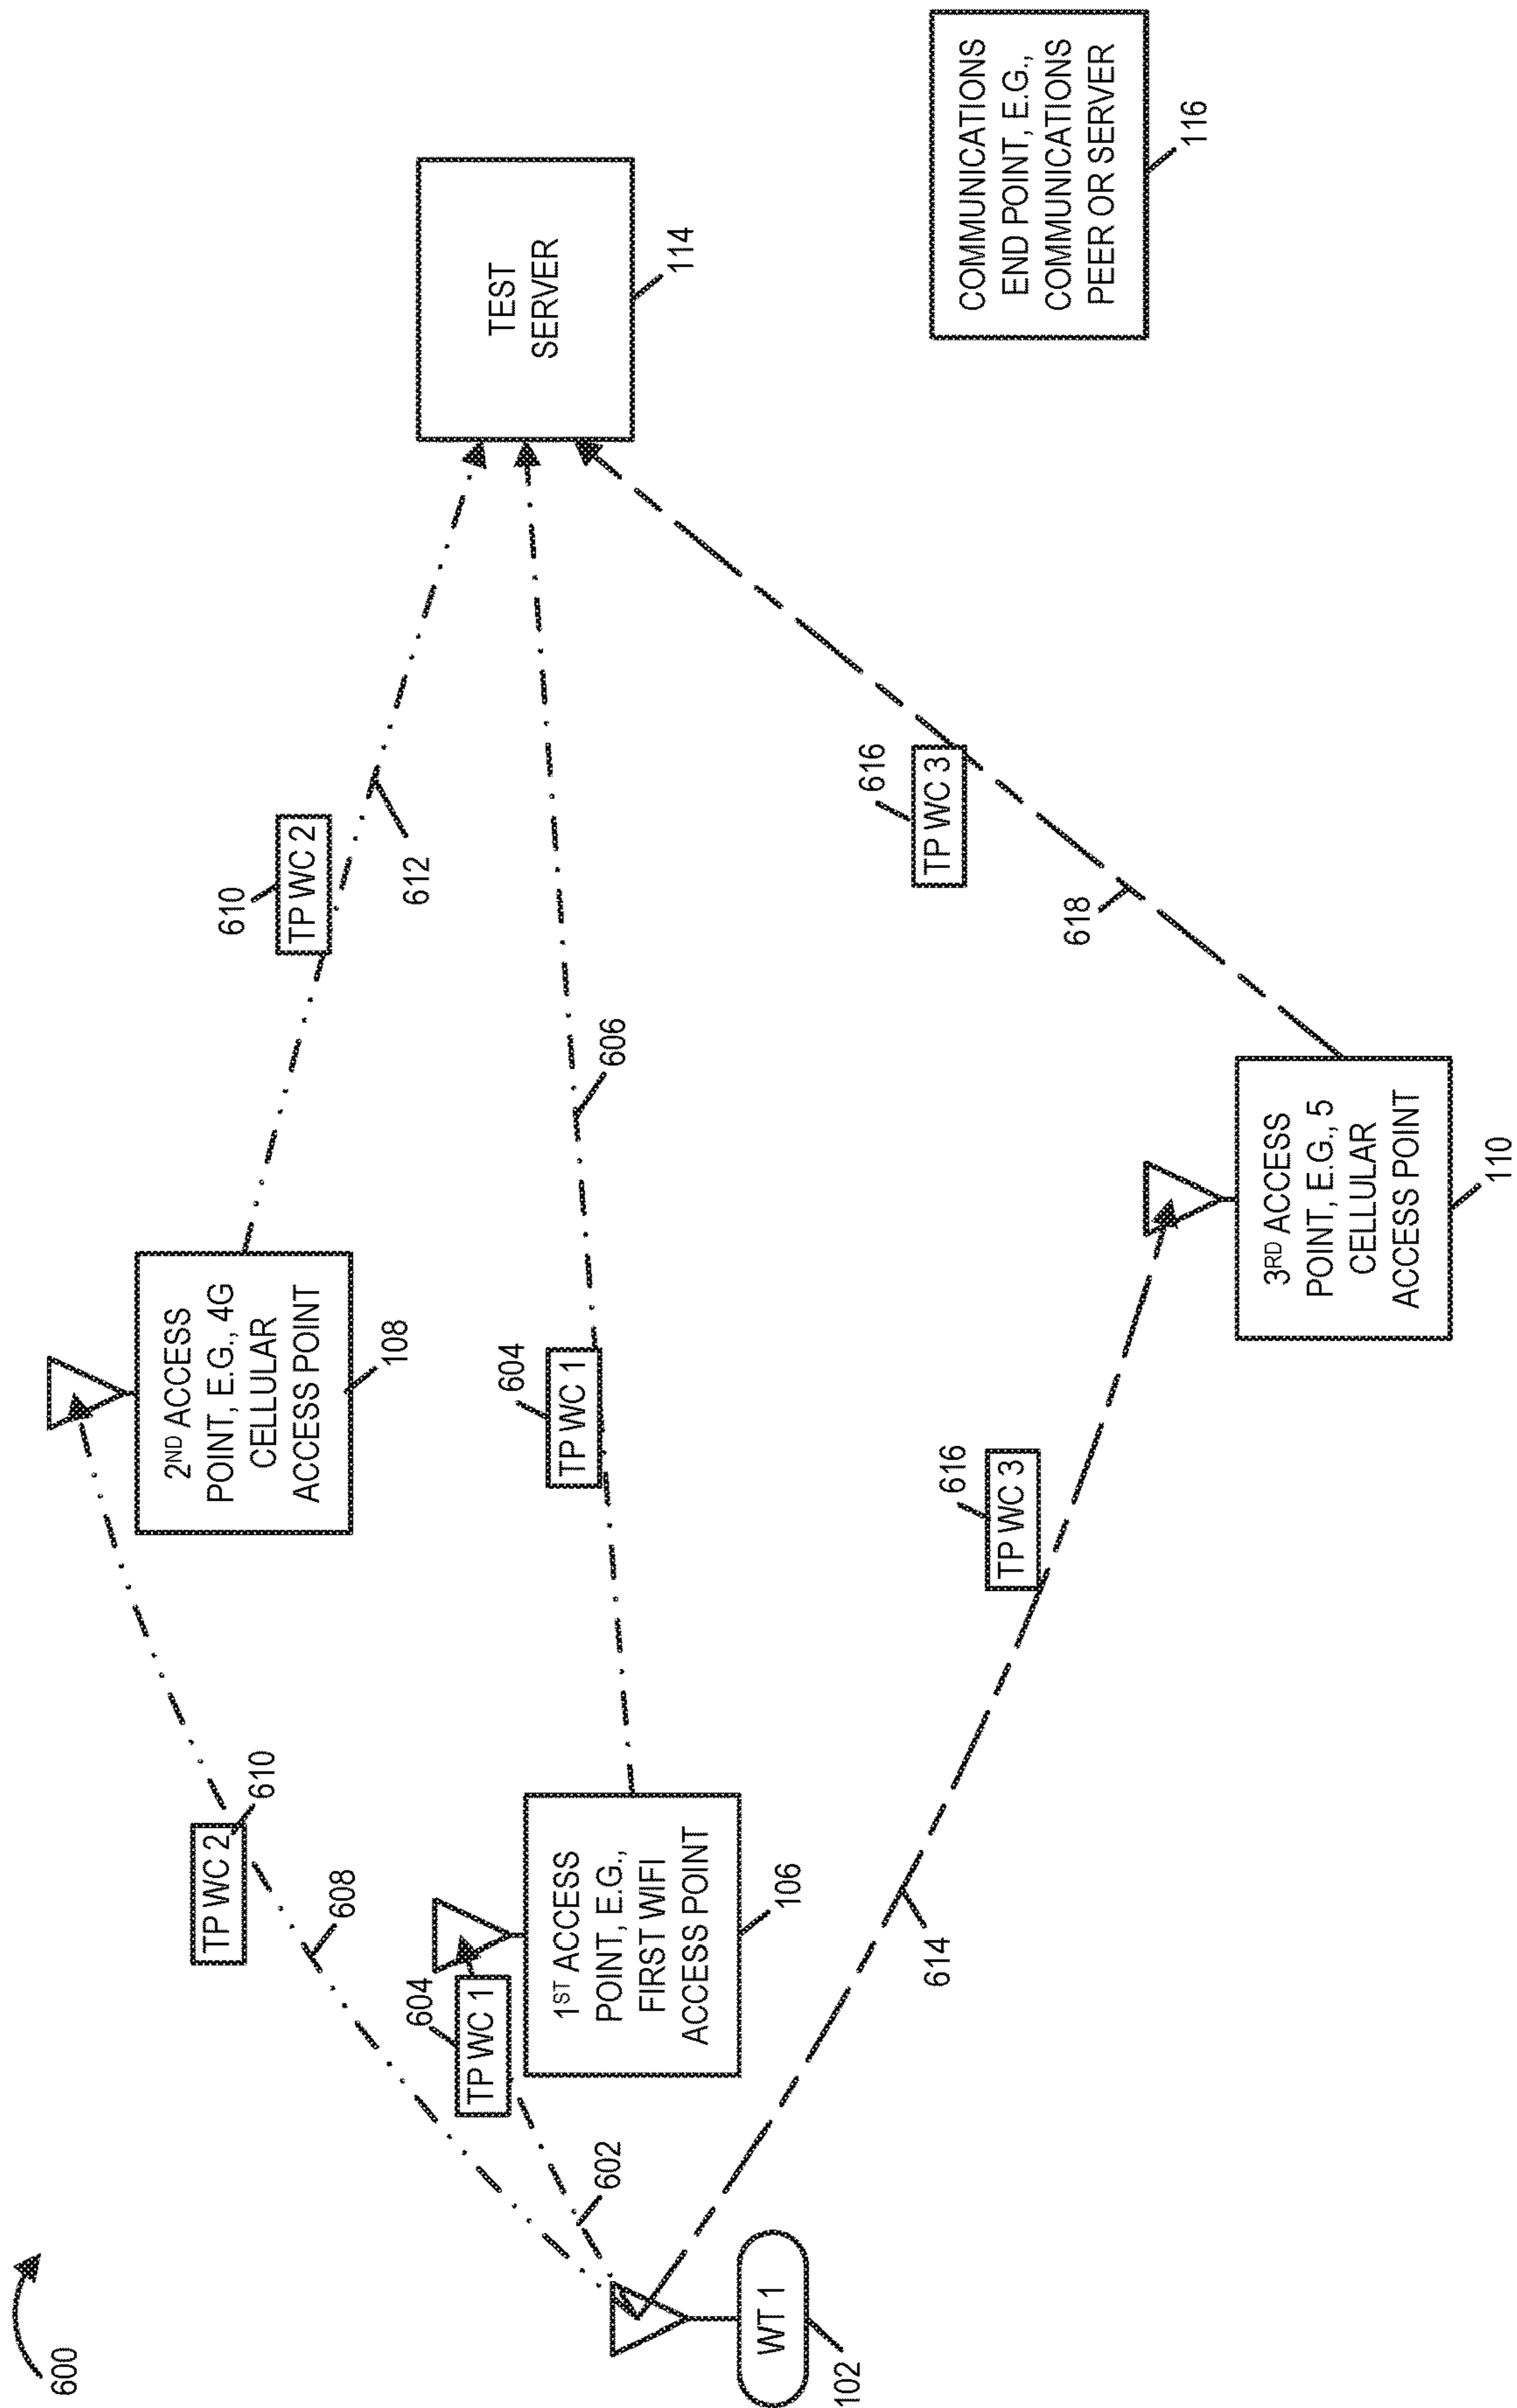 600
2ND ACCESS
POINT, E.G., 4G
CELLULAR
ACCESS POINT
108
TP WC 2
610
608
TP WC 2
610
612
TEST
SERVER
114
604
TP WC 1
602
1ST ACCESS
POINT, E.G.,
FIRST WIFI
ACCESS POINT
106
604
TP WC 1
606
WT 1
102
614
616
TP WC 3
616
TP WC 3
618
3RD ACCESS
POINT, E.G., 5
CELLULAR
ACCESS POINT
110
COMMUNICATIONS
END POINT, E.G.,
COMMUNICATIONS
PEER OR SERVER
116